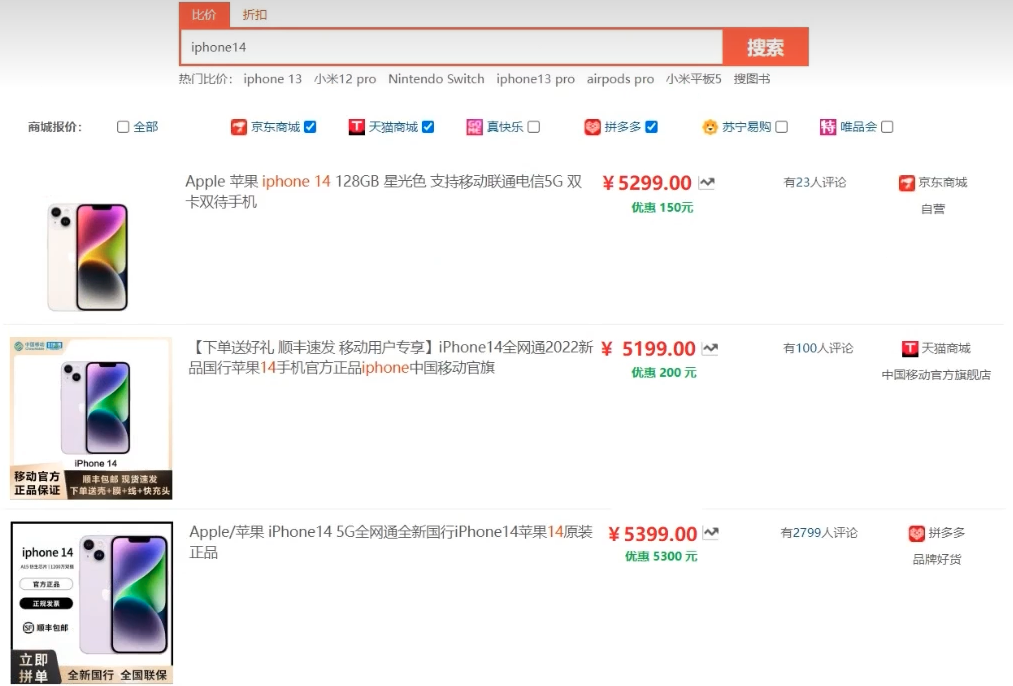 比价 折扣
iphone14 搜索
热门比价: iphone 13 小米12 pro Nintendo Switch iphone13 pro airpods pro 小米平板5 搜图书
商城报价: 全部 京东商城 天猫商城 真快乐 拼多多 苏宁易购 唯品会
Apple 苹果 iphone 14 128GB 星光色 支持移动联通电信5G 双
卡双待手机
¥5299.00
优惠 150元
有23人评论
京东商城
自营
中国移动
【下单送好礼 顺丰速发 移动用户专享】iPhone14全网通2022新
品国行苹果14手机官方正品iphone中国移动官旗
¥ 5199.00
优惠 200 元
有100人评论
天猫商城
中国移动官方旗舰店
iPhone 14
移动官方
正品保证
顺丰包邮 现货速发
下单送壳+膜+线+快充头
Apple/苹果 iPhone14 5G全网通全新国行iPhone14苹果14原装
正品
¥5399.00
优惠 5300 元
有2799人评论
拼多多
品牌好货
iphone 14
官方正品
正规发票
SF 顺丰包邮
立即
拼单
全新国行 全国联保